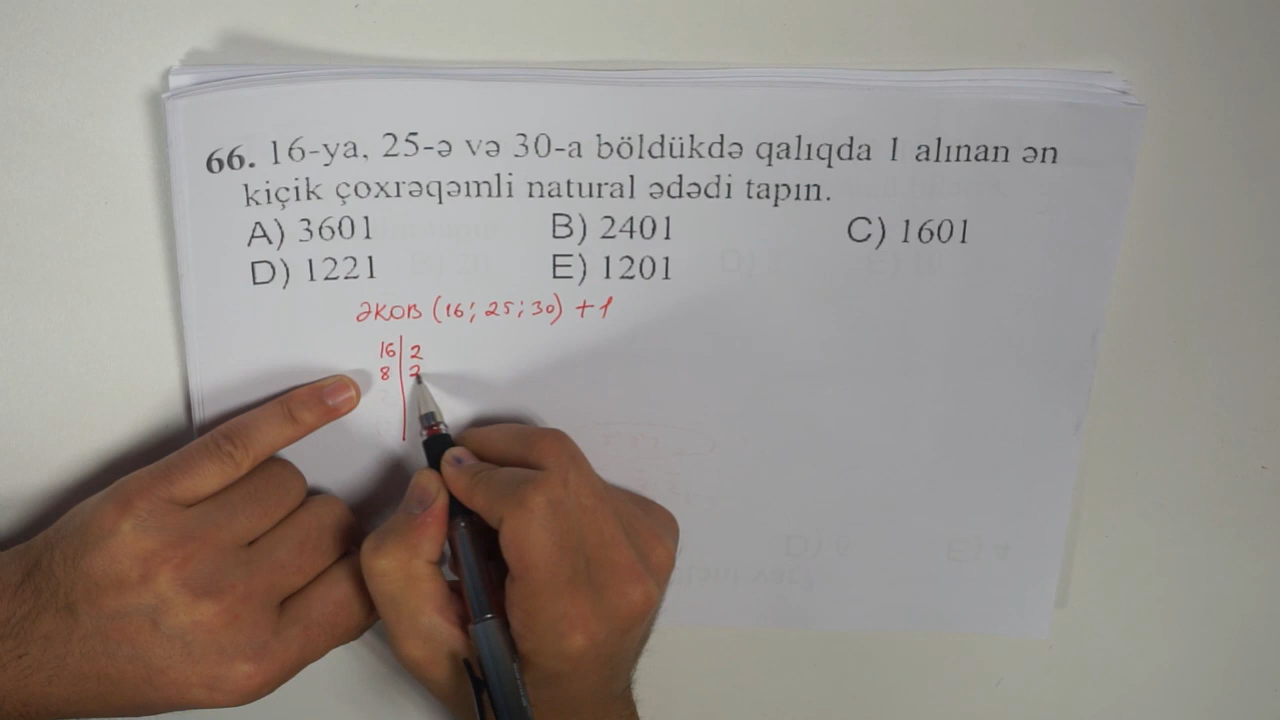 66. 16-ya, 25-ə və 30-a böldükdə qalıqda 1 alınan ən
kiçik çoxrəqəmli natural ədədi tapın.
A) 3601 B) 2401 C) 1601
D) 1221 E) 1201
ƏKOB (16; 25; 30) + 1
16 | 2
8 | 2